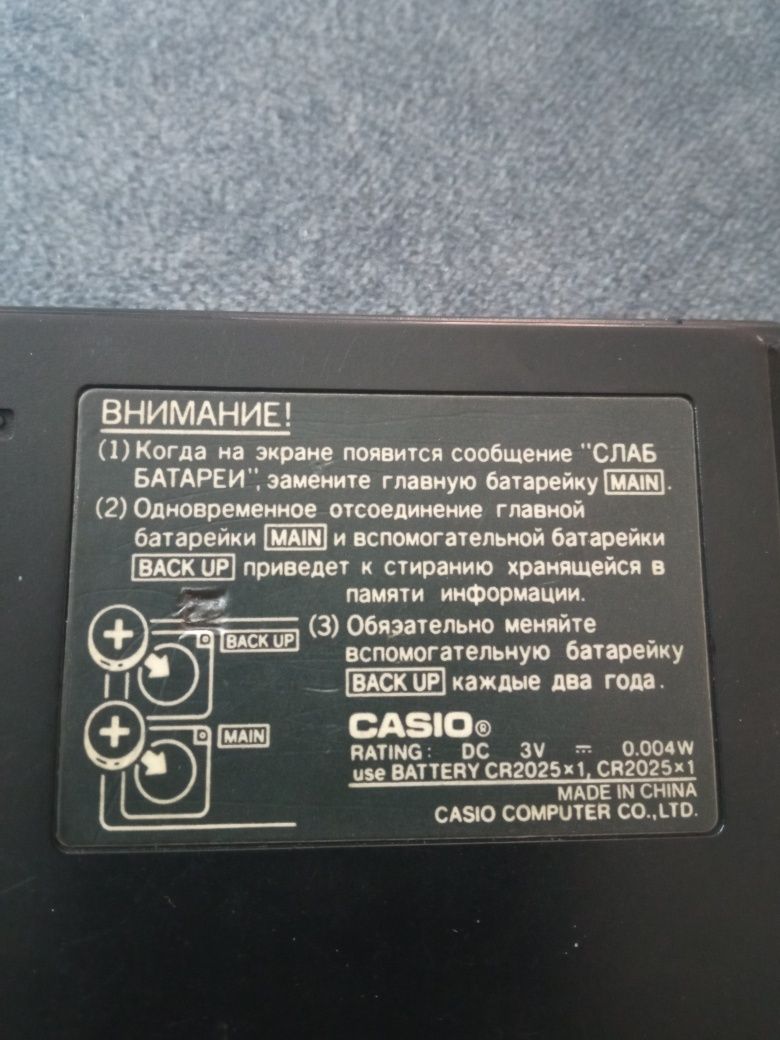 ВНИМАНИЕ!
(1) Когда на экране появится сообщение "СЛАБ
БАТАРЕИ", замените главную батарейку MAIN.
(2) Одновременное отсоединение главной
батарейки MAIN и вспомогательной батарейки
BACK UP приведет к стиранию хранящейся в
памяти информации.
BACK UP
(3) Обязательно меняйте
вспомогательную батарейку
BACK UP каждые два года.
MAIN
CASIO®
RATING: DC 3V ⎓ 0.004W
use BATTERY CR2025×1, CR2025×1
MADE IN CHINA
CASIO COMPUTER CO.,LTD.